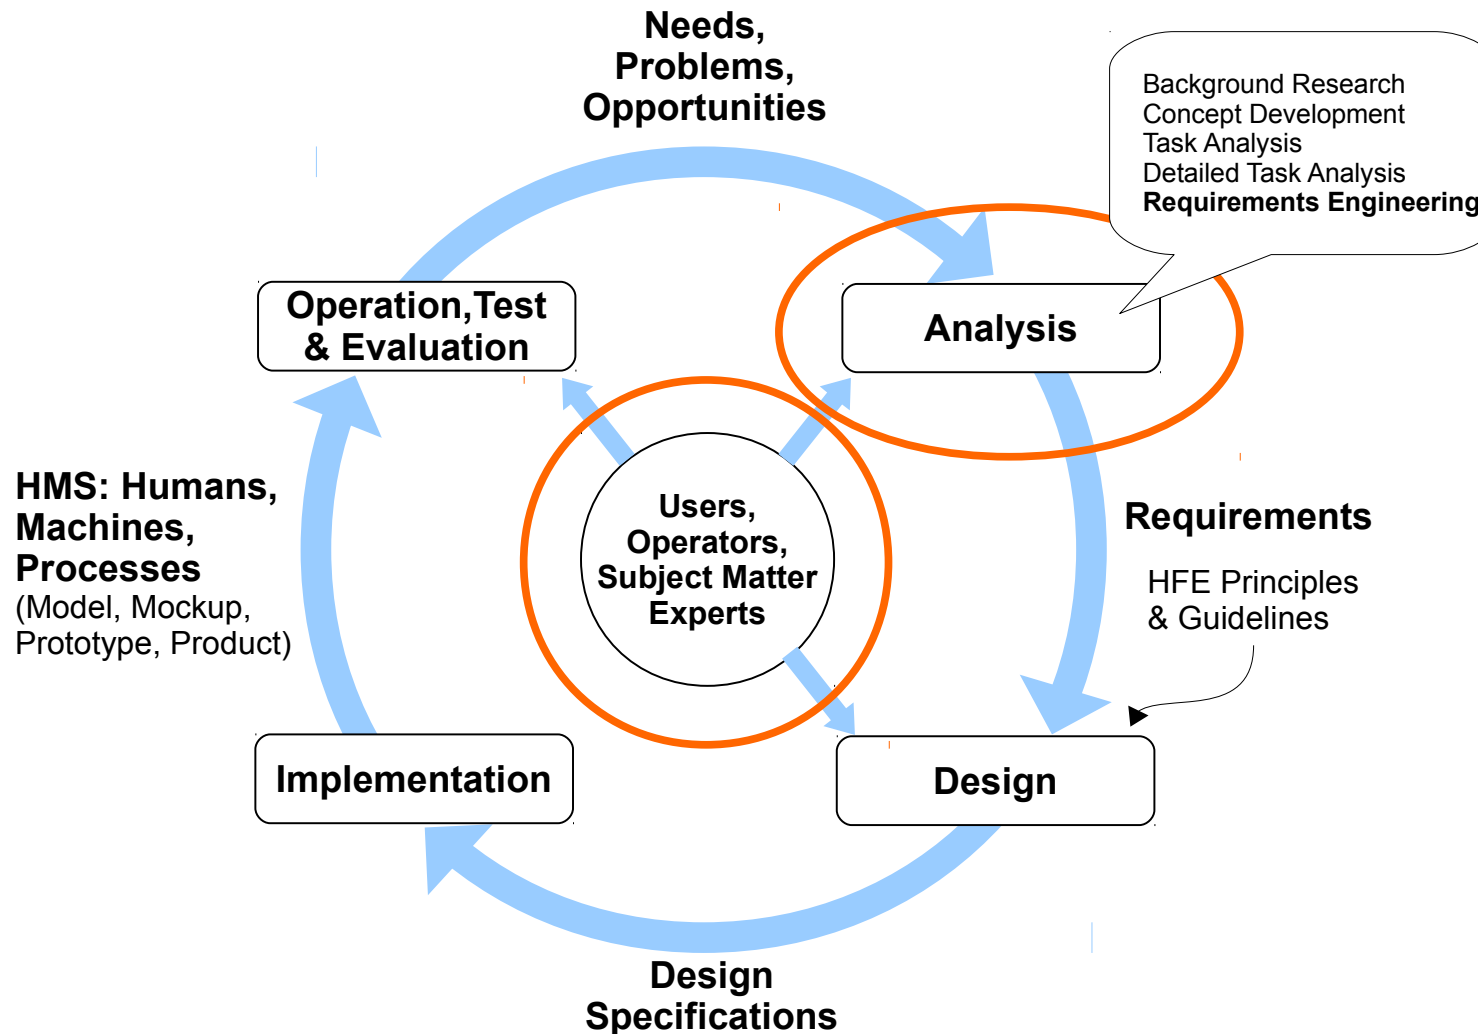 Needs,
Problems,
Opportunities
Background Research
Concept Development
Task Analysis
Detailed Task Analysis
Requirements Engineering
Operation,Test
& Evaluation
Analysis
HMS: Humans,
Machines,
Processes
(Model, Mockup,
Prototype, Product)
Users,
Operators,
Subject Matter
Experts
Requirements
HFE Principles
& Guidelines
Implementation
Design
Design
Specifications